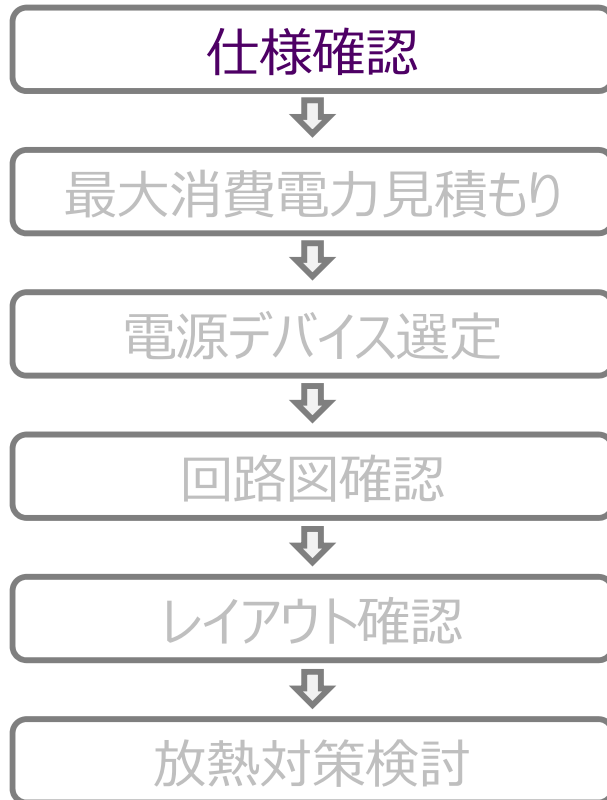 仕様確認
最大消費電力見積もり
電源デバイス選定
回路図確認
レイアウト確認
放熱対策検討